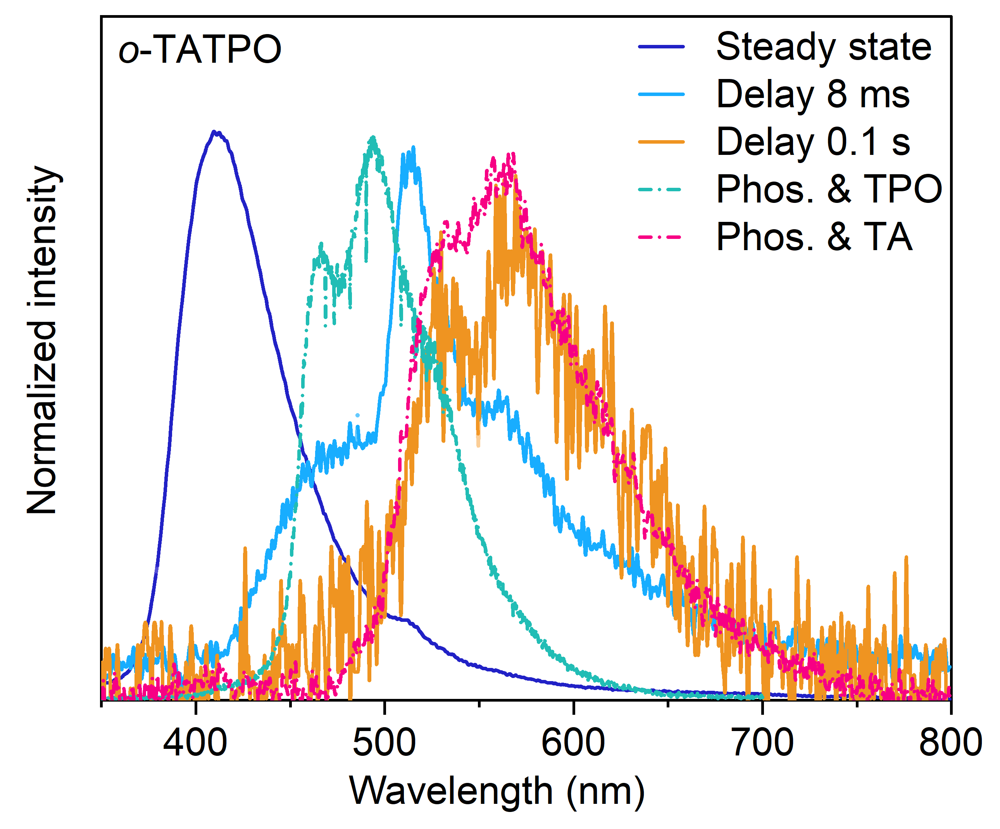 o-TATPO
Steady state
Delay 8 ms
Delay 0.1 s
Phos. & TPO
Phos. & TA
Normalized intensity
400 500 600 700 800
Wavelength (nm)